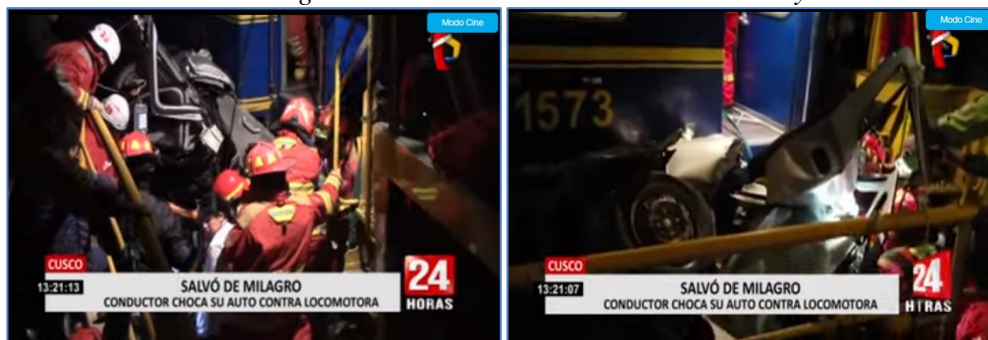 Modo Cine
CUSCO
13:21:13
SALVÓ DE MILAGRO
CONDUCTOR CHOCA SU AUTO CONTRA LOCOMOTORA
24
HORAS
Modo Cine
1573
CUSCO
13:21:07
SALVÓ DE MILAGRO
CONDUCTOR CHOCA SU AUTO CONTRA LOCOMOTORA
24